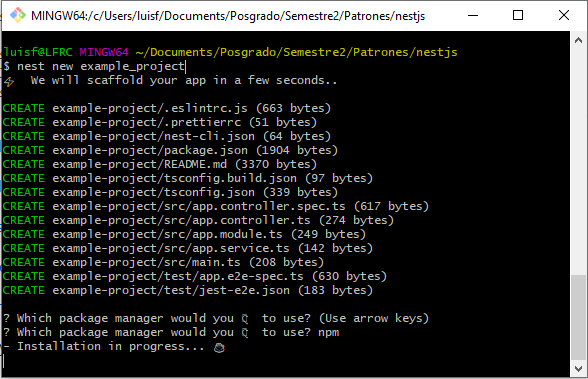 MINGW64:/c/Users/luisf/Documents/Posgrado/Semestre2/Patrones/nestjs
luisf@LFRC MINGW64 ~/Documents/Posgrado/Semestre2/Patrones/nestjs
$ nest new example_project
⚡  We will scaffold your app in a few seconds..
CREATE example-project/.eslintrc.js (663 bytes)
CREATE example-project/.prettierrc (51 bytes)
CREATE example-project/nest-cli.json (64 bytes)
CREATE example-project/package.json (1904 bytes)
CREATE example-project/README.md (3370 bytes)
CREATE example-project/tsconfig.build.json (97 bytes)
CREATE example-project/tsconfig.json (339 bytes)
CREATE example-project/src/app.controller.spec.ts (617 bytes)
CREATE example-project/src/app.controller.ts (274 bytes)
CREATE example-project/src/app.module.ts (249 bytes)
CREATE example-project/src/app.service.ts (142 bytes)
CREATE example-project/src/main.ts (208 bytes)
CREATE example-project/test/app.e2e-spec.ts (630 bytes)
CREATE example-project/test/jest-e2e.json (183 bytes)
? Which package manager would you to use? (Use arrow keys)
? Which package manager would you to use? npm
- Installation in progress...